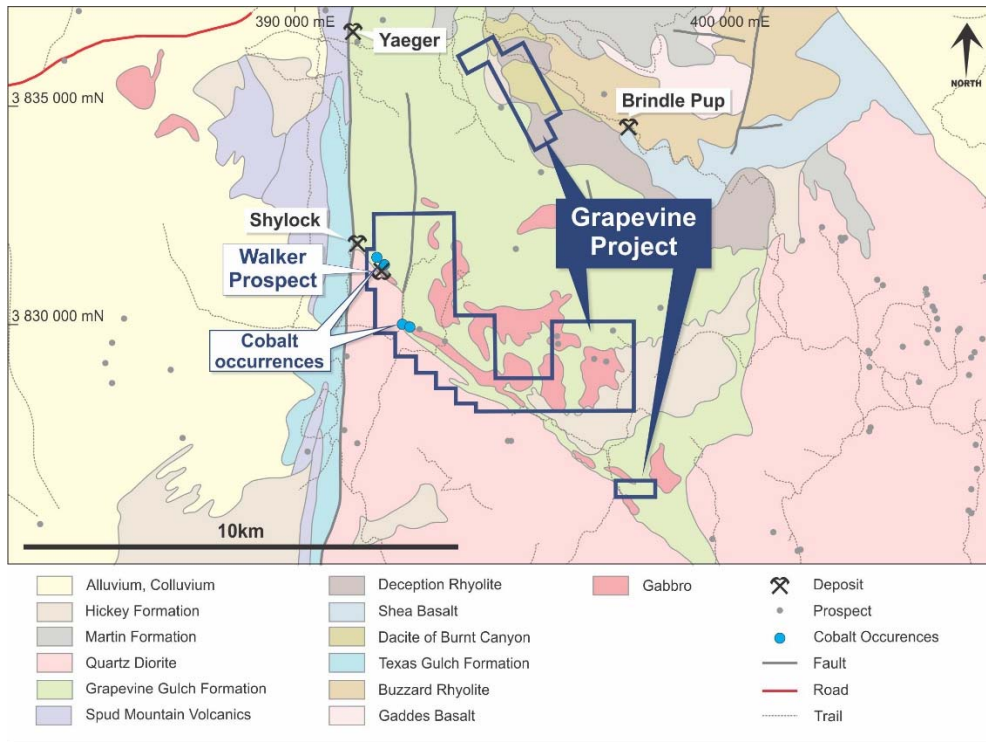 390 000 mE
400 000 mE
Yaeger
NORTH
3 835 000 mN
Brindle Pup
Shylock
Grapevine
Project
Walker
Prospect
3 830 000 mN
Cobalt
occurrences
10km
Alluvium, Colluvium
Hickey Formation
Martin Formation
Quartz Diorite
Grapevine Gulch Formation
Spud Mountain Volcanics
Deception Rhyolite
Shea Basalt
Dacite of Burnt Canyon
Texas Gulch Formation
Buzzard Rhyolite
Gaddes Basalt
Gabbro
Deposit
Prospect
Cobalt Occurences
Fault
Road
Trail